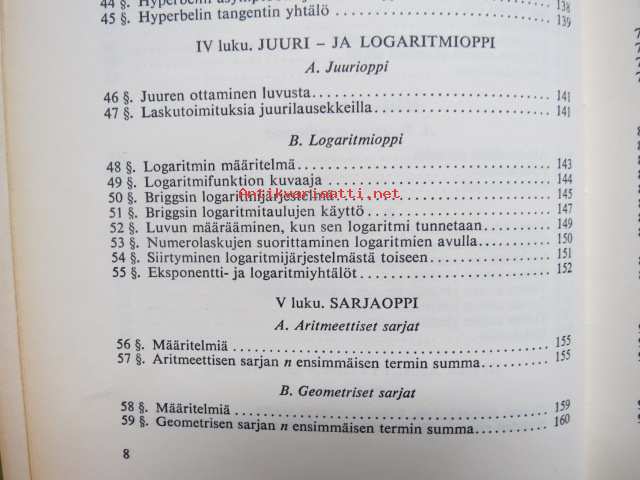 44 §. Hyperbelin 138
45 §. Hyperbelin tangentin yhtälö 139
IV luku. JUURI – JA LOGARITMIOPPI
A. Juurioppi
46 §. Juuren ottaminen luvusta 141
47 §. Laskutoimituksia juurilausekkeilla 141
B. Logaritmioppi
48 §. Logaritmin määritelmä 143
49 §. Logaritmifunktion kuvaaja 144
50 §. Briggsin logaritmijärjestelmä 145
Antikvariaatti.net
51 §. Briggsin logaritmitaulujen käyttö 147
52 §. Luvun määrääminen, kun sen logaritmi tunnetaan 149
53 §. Numerolaskujen suorittaminen logaritmien avulla 150
54 §. Siirtyminen logaritmijärjestelmästä toiseen 151
55 §. Eksponentti- ja logaritmiyhtälöt 152
V luku. SARJAOPPI
A. Aritmeettiset sarjat
56 §. Määritelmiä 155
57 §. Aritmeettisen sarjan n ensimmäisen termin summa 155
B. Geometriset sarjat
58 §. Määritelmiä 159
59 §. Geometrisen sarjan n ensimmäisen termin summa 160
8